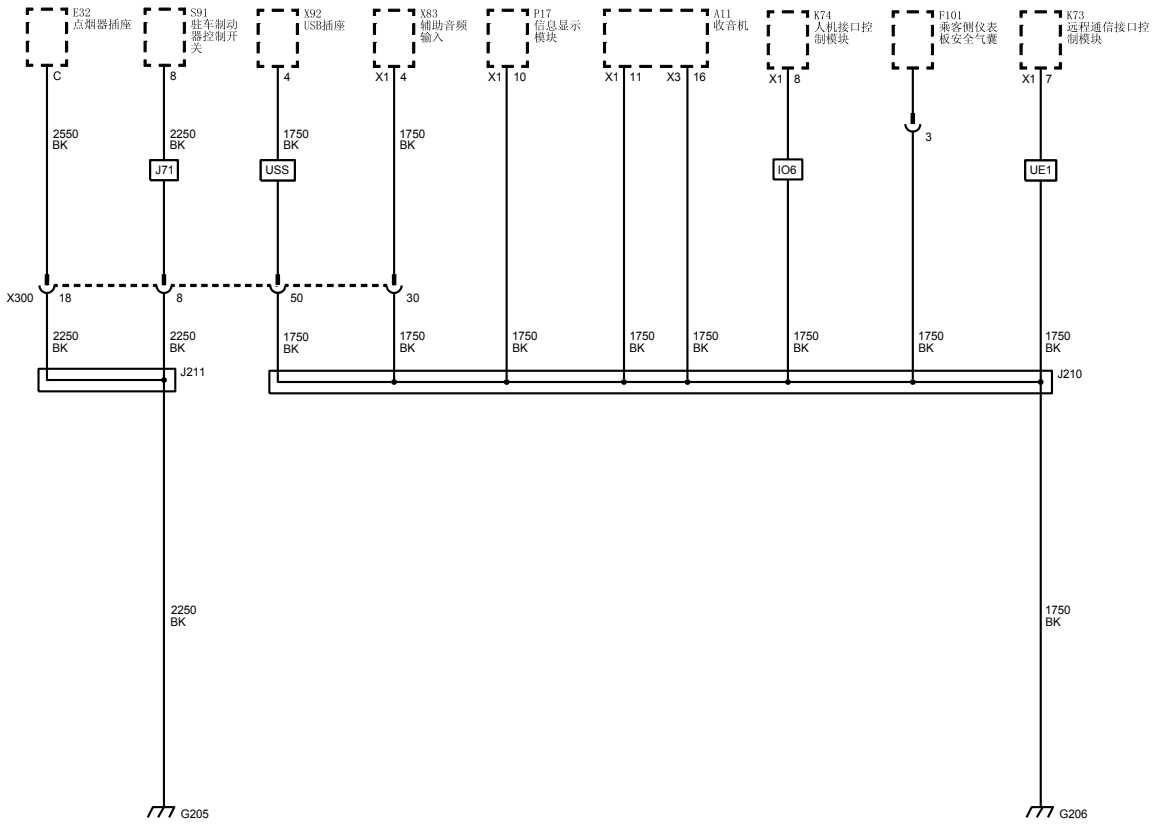 E32
点烟器插座
S91
驻车制动
器控制开
关
X92
USB插座
X83
辅助音频
输入
P17
信息显示
模块
A11
收音机
K74
人机接口控
制模块
F101
乘客侧仪表
板安全气囊
K73
远程通信接口控
制模块
C
8
4
X1 4
X1 10
X1 11
X3 16
X1 8
3
X1 7
2550
BK
2250
BK
1750
BK
1750
BK
J71
USS
IO6
UE1
X300 18
8
50
30
2250
BK
2250
BK
1750
BK
1750
BK
1750
BK
1750
BK
1750
BK
1750
BK
1750
BK
1750
BK
J211
J210
2250
BK
1750
BK
G205
G206